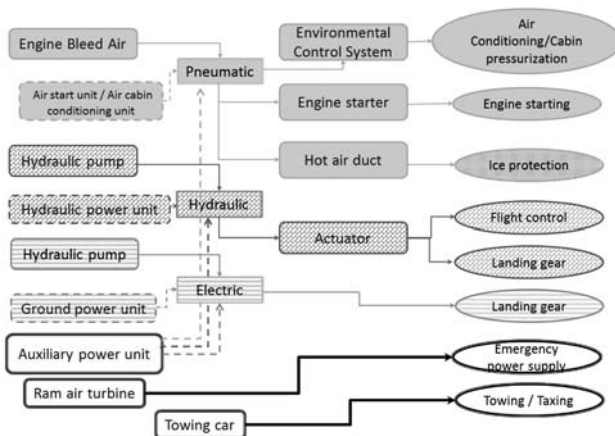 Engine Bleed Air
Air start unit / Air cabin
conditioning unit
Hydraulic pump
Hydraulic power unit
Hydraulic pump
Ground power unit
Auxiliary power unit
Ram air turbine
Towing car
Pneumatic
Hydraulic
Electric
Environmental
Control System
Engine starter
Hot air duct
Actuator
Air
Conditioning/Cabin
pressurization
Engine starting
Ice protection
Flight control
Landing gear
Landing gear
Emergency
power supply
Towing / Taxing